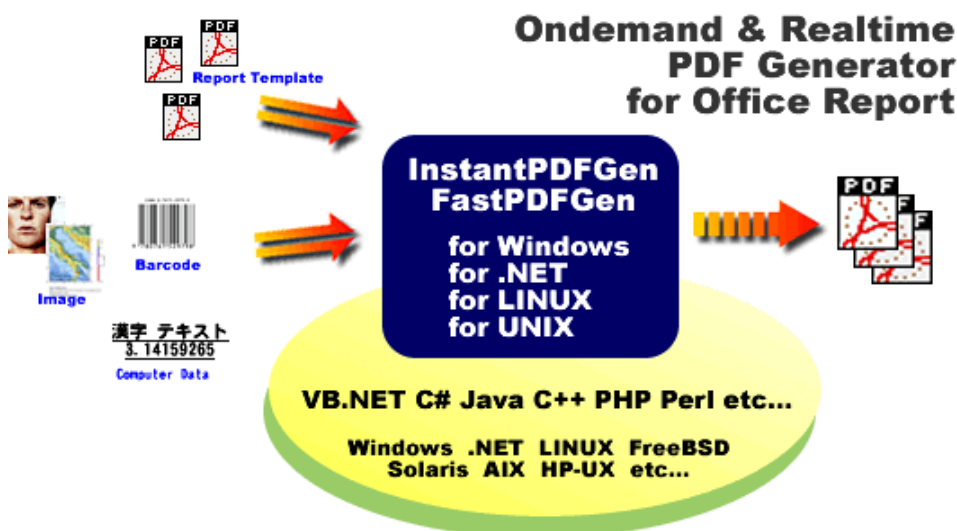 Ondemand & Realtime
PDF Generator
for Office Report
PDF
PDF
Report Template
PDF
InstantPDFGen
FastPDFGen
for Windows
for .NET
for LINUX
for UNIX
PDF
Barcode
Image
漢字 テキスト
3.14159265
Computer Data
VB.NET C# Java C++ PHP Perl etc...
Windows .NET LINUX FreeBSD
Solaris AIX HP-UX etc...